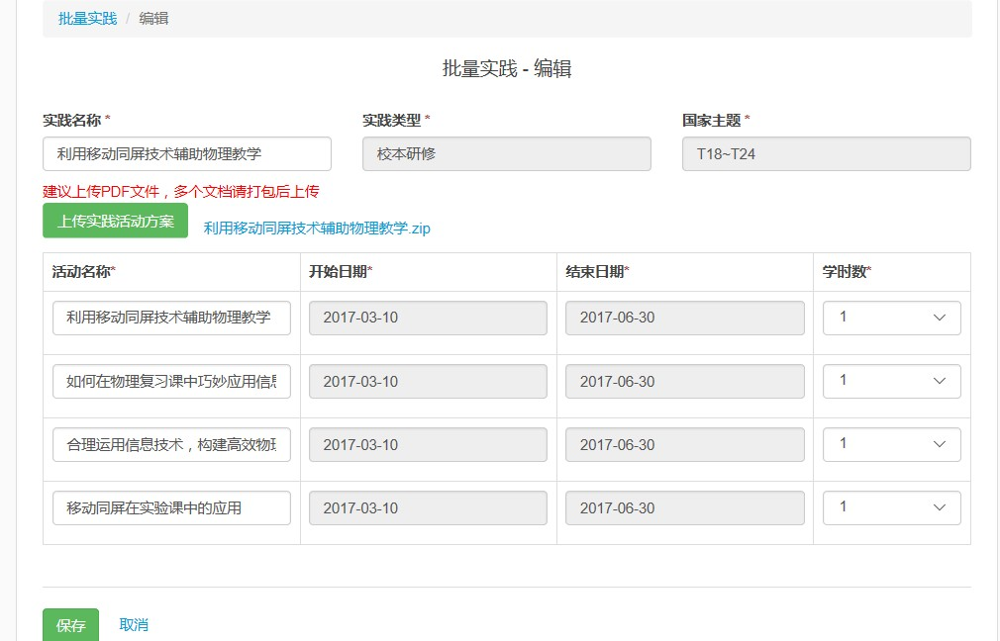 批量实践 / 编辑
批量实践 - 编辑
实践名称 * 实践类型 * 国家主题 *
利用移动同屏技术辅助物理教学 校本研修 T18~T24
建议上传PDF文件，多个文档请打包后上传
上传实践活动方案 利用移动同屏技术辅助物理教学.zip
活动名称* 开始日期* 结束日期* 学时数*
利用移动同屏技术辅助物理教学 2017-03-10 2017-06-30 1
如何在物理复习课中巧妙应用信 2017-03-10 2017-06-30 1
合理运用信息技术，构建高效物 2017-03-10 2017-06-30 1
移动同屏在实验课中的应用 2017-03-10 2017-06-30 1
保存 取消